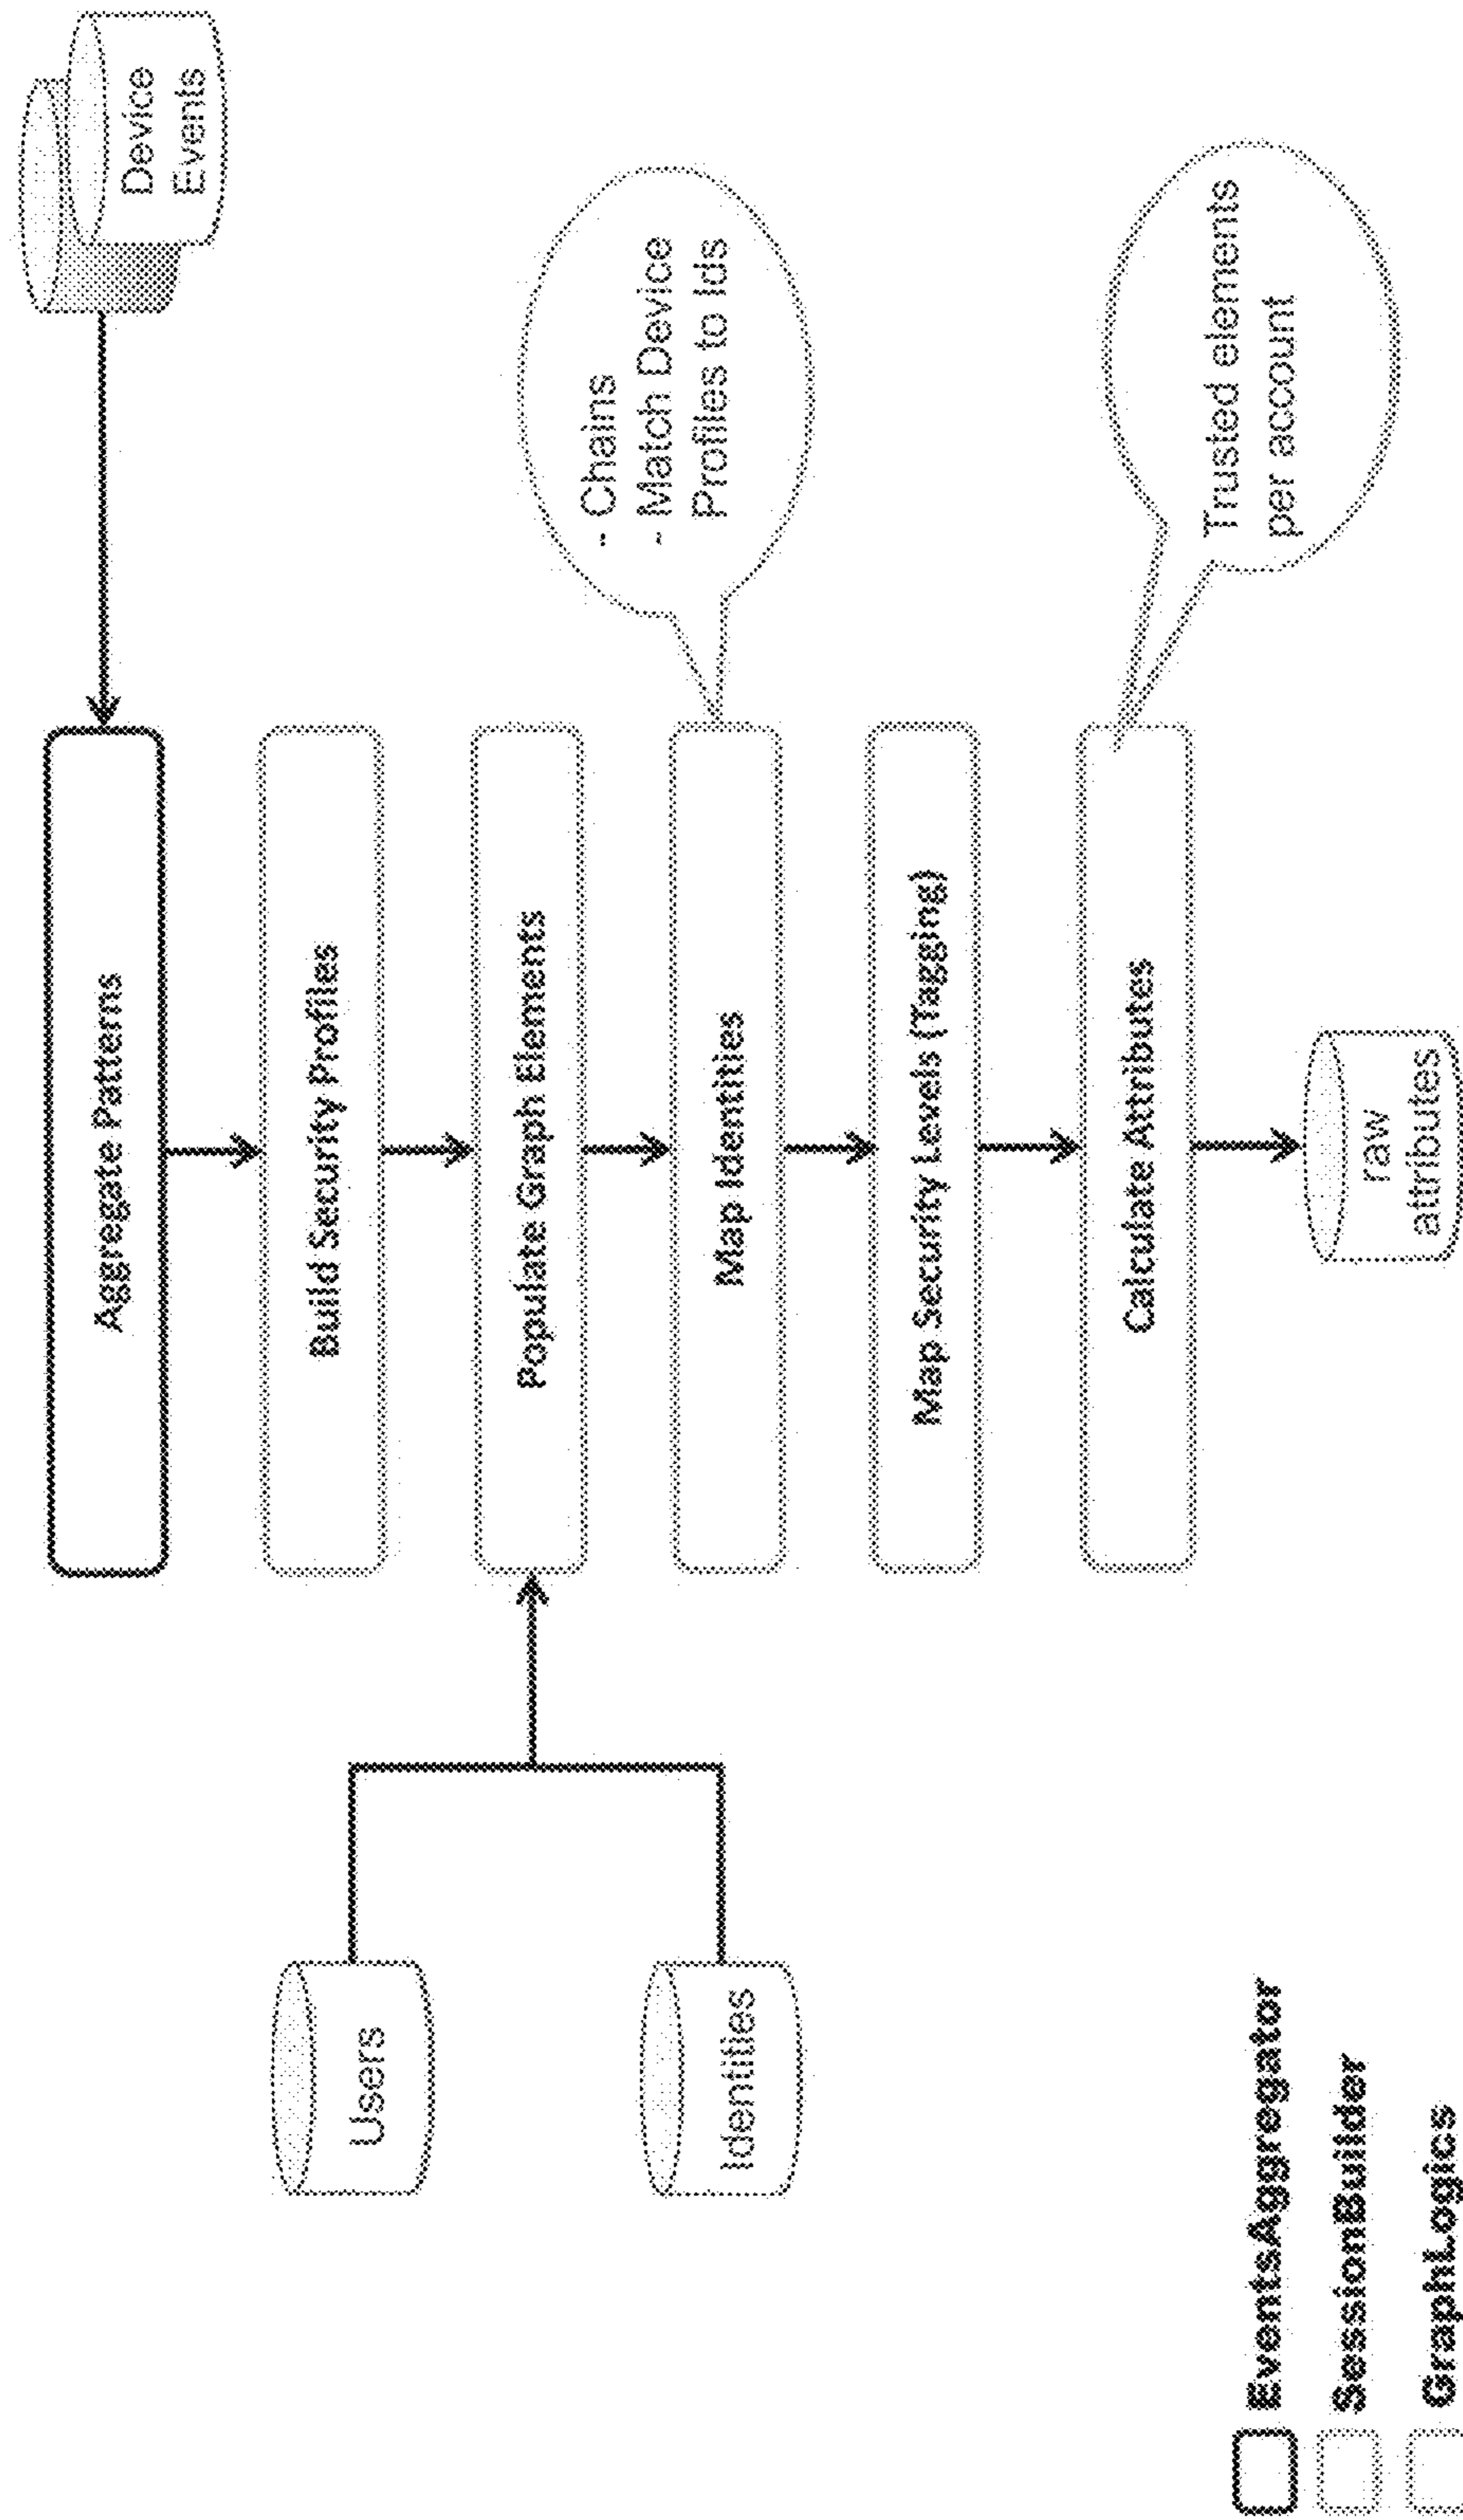 Device
Events
Aggregate Patterns
Build Security Profiles
Users
Populate Graph Elements
- Chains
- Match Device
Profiles to Ids
Map Identities
Identities
Map Security Levels (Tagging)
Calculate Attributes
Trusted elements
per account
raw
attributes
EventsAggregator
SessionBuilder
GraphLogics